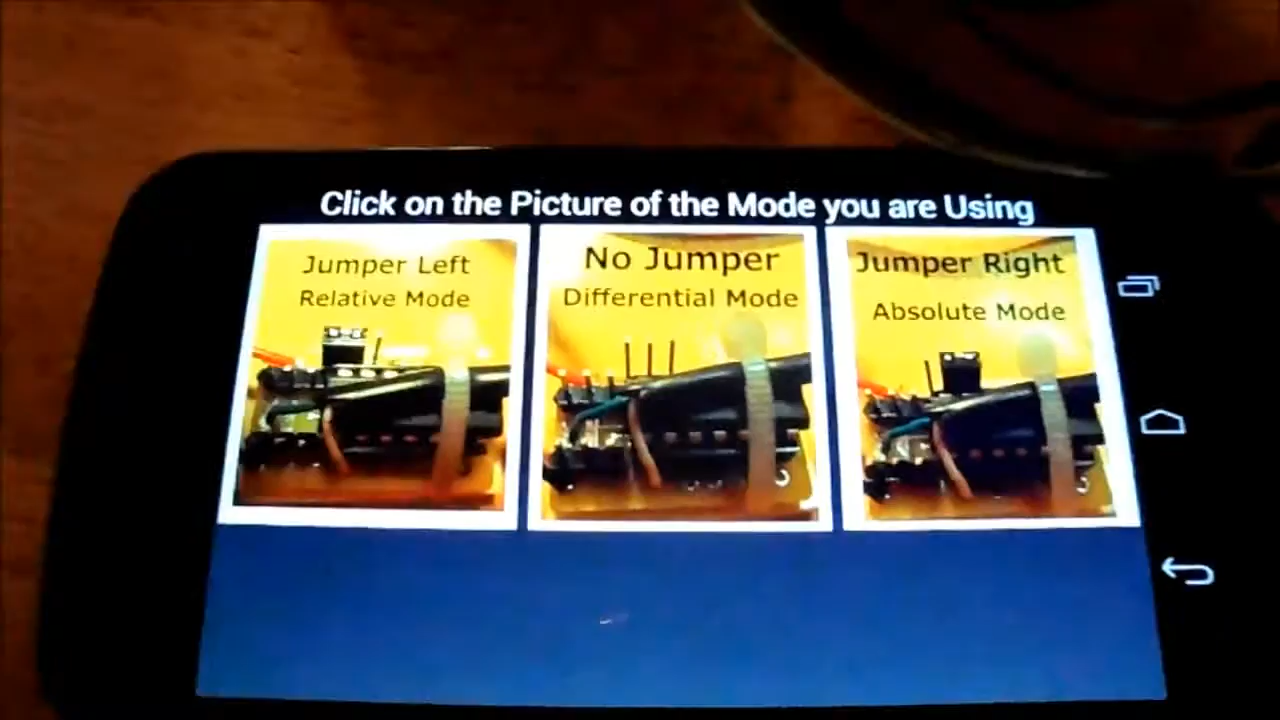 Click on the Picture of the Mode you are Using
Jumper Left
Relative Mode
No Jumper
Differential Mode
Jumper Right
Absolute Mode